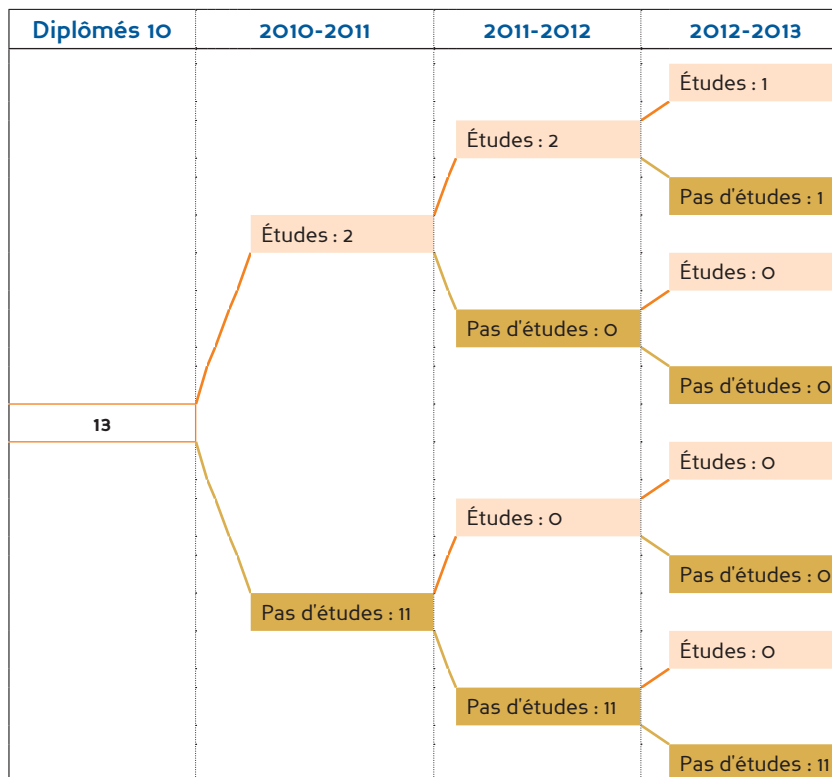 Diplômés 10 2010-2011 2011-2012 2012-2013
Études : 1
Études : 2
Pas d'études : 1
Études : 2
Études : 0
Pas d'études : 0
Pas d'études : 0
13
Études : 0
Études : 0
Pas d'études : 0
Pas d'études : 11
Études : 0
Pas d'études : 11
Pas d'études : 11